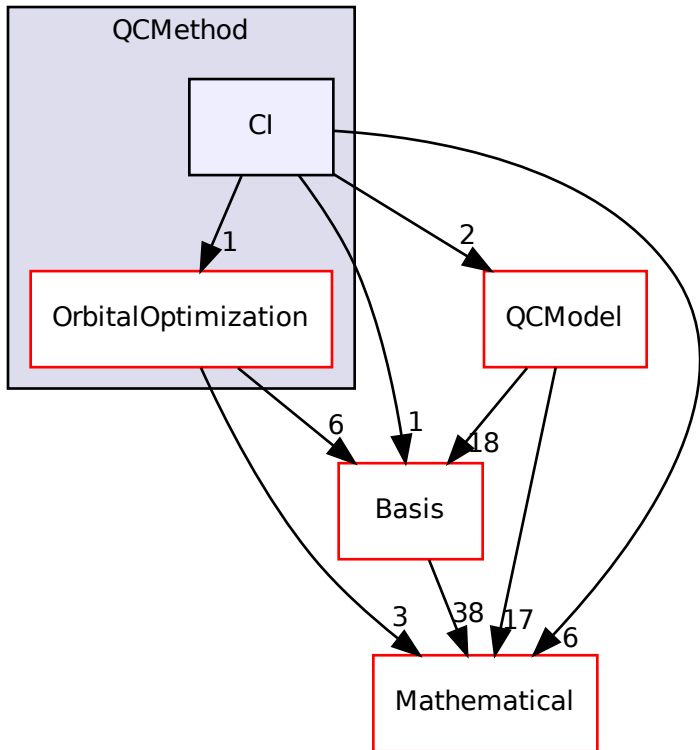 QCMethod
CI
2
1
OrbitalOptimization
QCModel
6
1
18
Basis
38
17
3
6
Mathematical